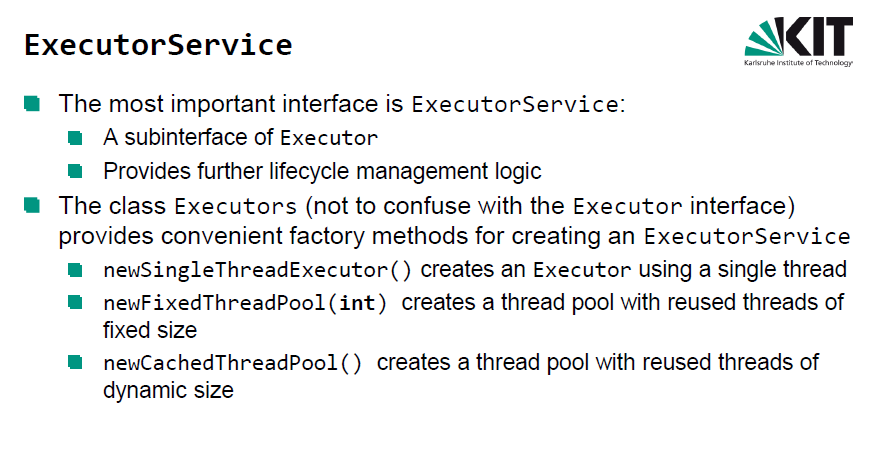 ExecutorService
KIT
Karlsruhe Institute of Technology
The most important interface is ExecutorService:
A subinterface of Executor
Provides further lifecycle management logic
The class Executors (not to confuse with the Executor interface)
provides convenient factory methods for creating an ExecutorService
newSingleThreadExecutor() creates an Executor using a single thread
newFixedThreadPool(int) creates a thread pool with reused threads of
fixed size
newCachedThreadPool() creates a thread pool with reused threads of
dynamic size